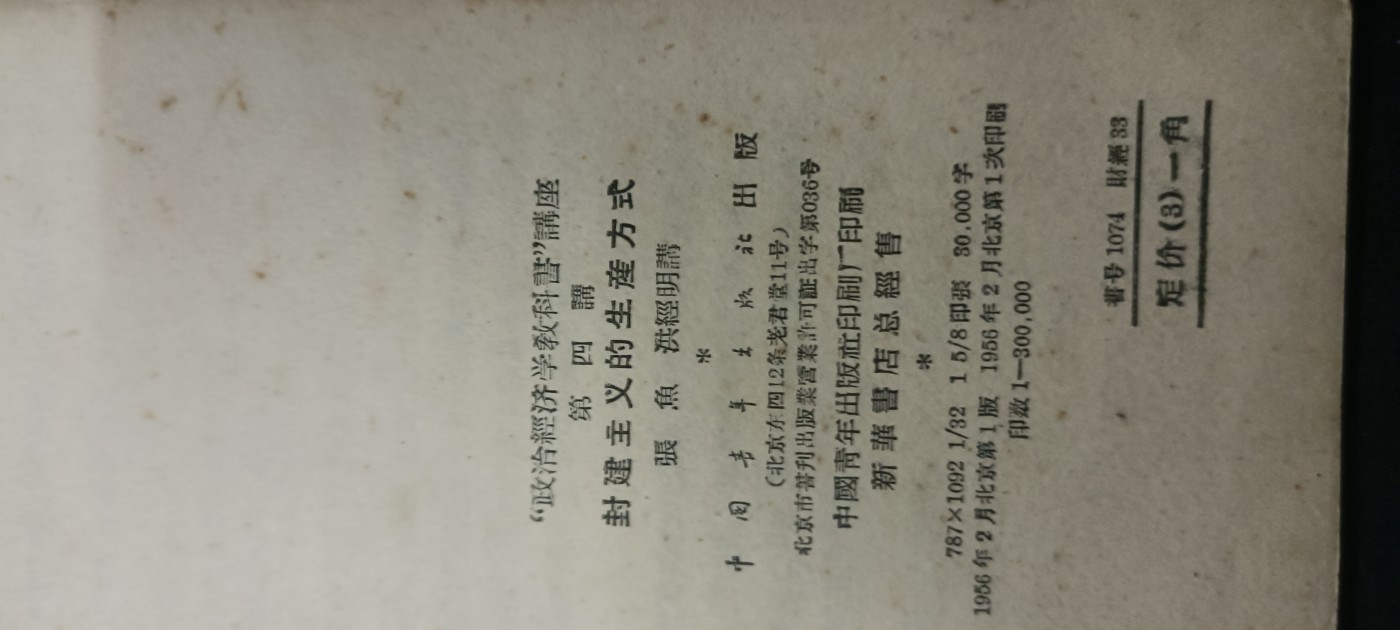 “政治經济学敎科書”講座
第四講
封建主义的生產方式
張魚 洪經明講
*
中国青年出版社出版
(北京东四12条老君堂11号)
北京市書刊出版業営業許可証出字第036号
中國青年出版社印刷厂印刷
新華書店总經售
*
787×1092 1/32 1 5/8印張 30,000字
1956年2月北京第1版 1956年2月北京第1次印刷
印数1—300,000
書号1074 財經33
定价(3)一角